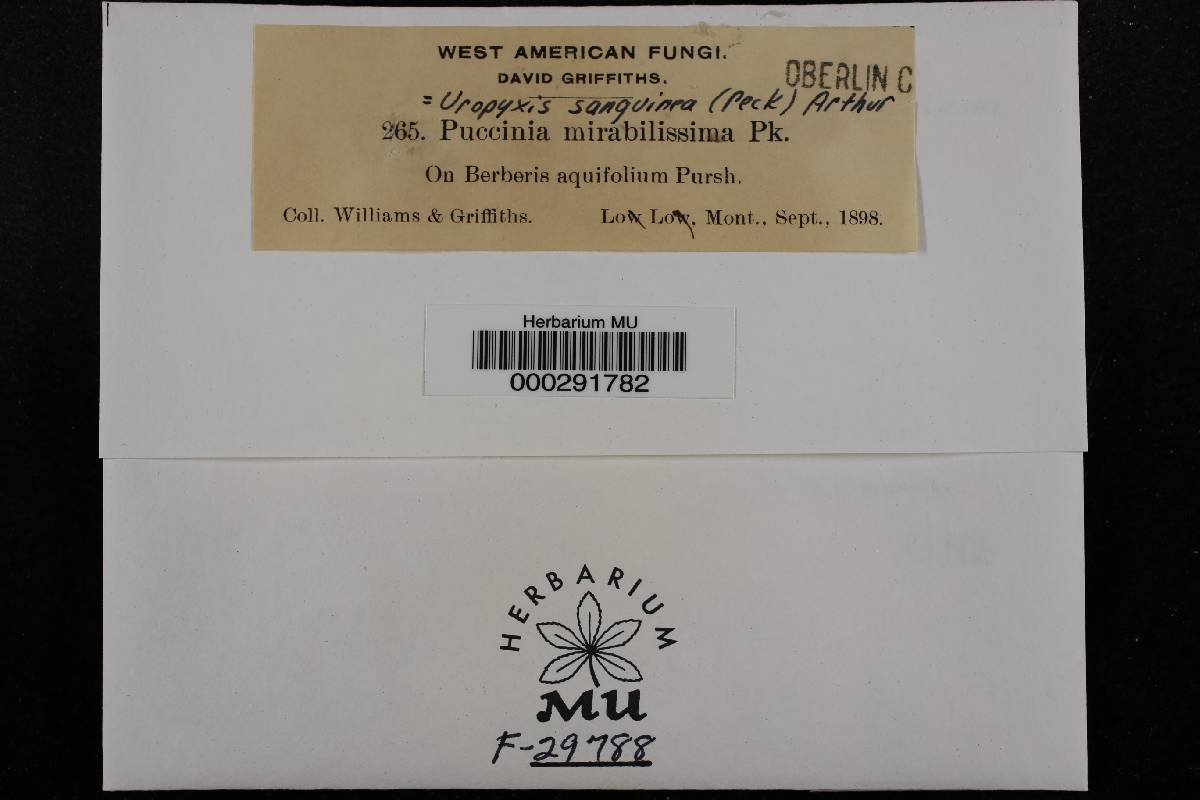 WEST AMERICAN FUNGI.
DAVID GRIFFITHS.
OBERLIN C
= Uropyxis sanguinea (Peck) Arthur
265. Puccinia mirabilissima Pk.
On Berberis aquifolium Pursh.
Coll. Williams & Griffiths. Lo Lo, Mont., Sept., 1898.
Herbarium MU
000291782
HERBARIUM
MU
F-29788